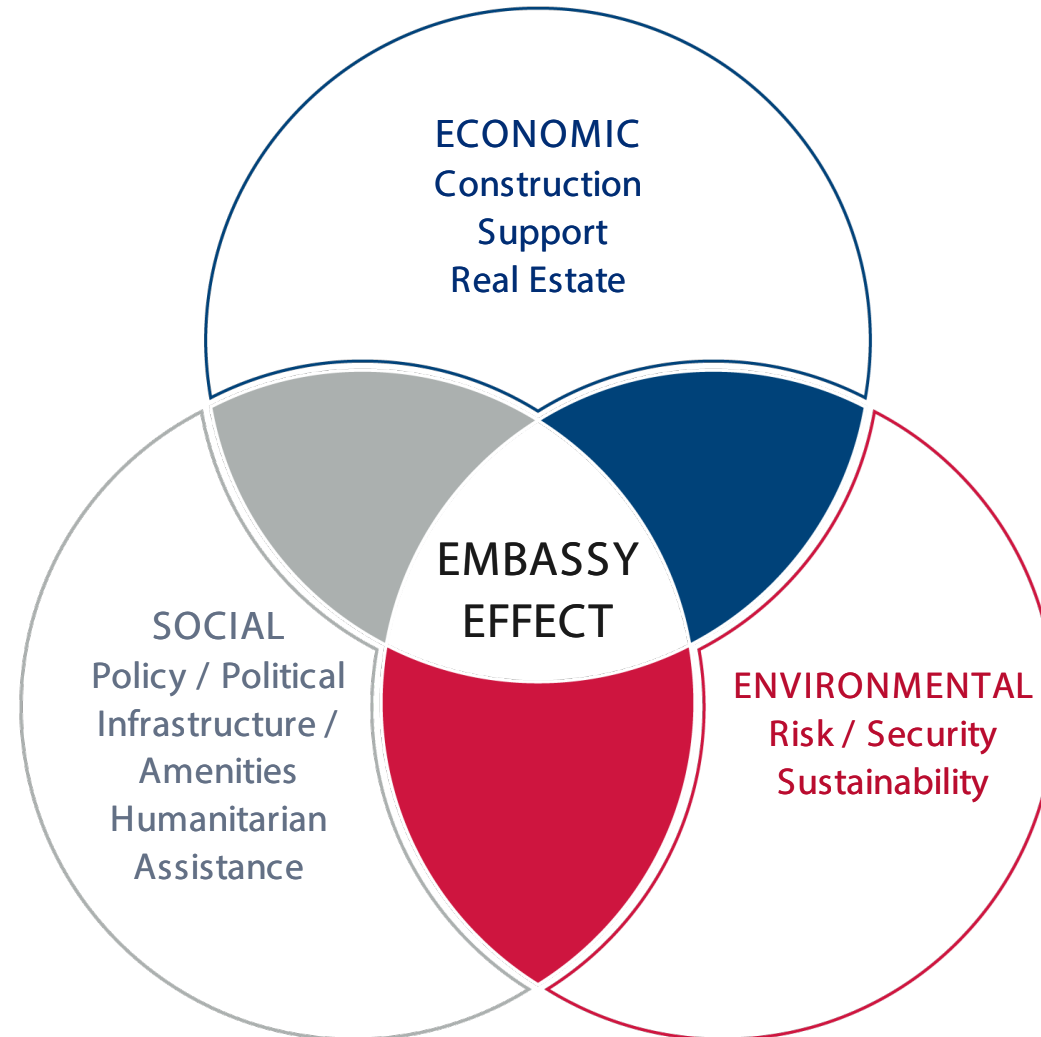 ECONOMIC
Construction
Support
Real Estate
EMBASSY
EFFECT
SOCIAL
Policy / Political
Infrastructure /
Amenities
Humanitarian
Assistance
ENVIRONMENTAL
Risk / Security
Sustainability